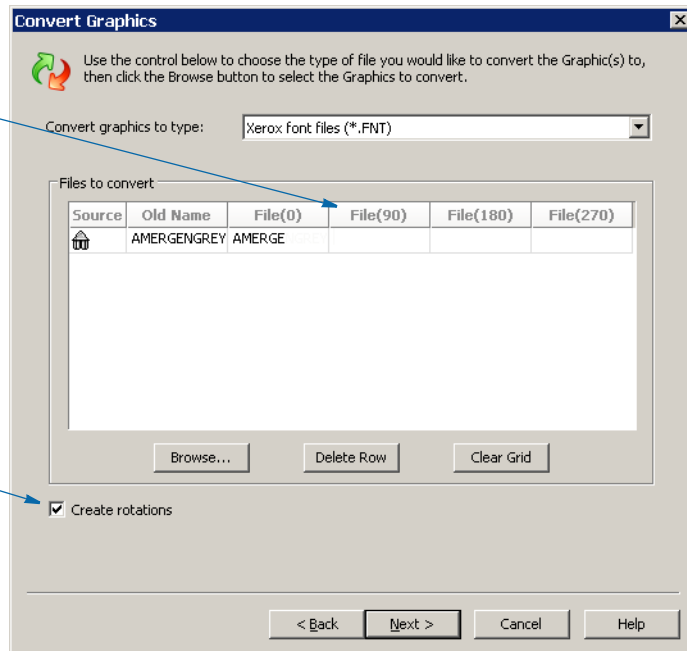 Convert Graphics
Use the control below to choose the type of file you would like to convert the Graphic(s) to,
then click the Browse button to select the Graphics to convert.
Convert graphics to type: Xerox font files (*.FNT)
Files to convert
Source Old Name File(0) File(90) File(180) File(270)
AMERGENGREY AMERGE
Browse... Delete Row Clear Grid
Create rotations
< Back Next > Cancel Help